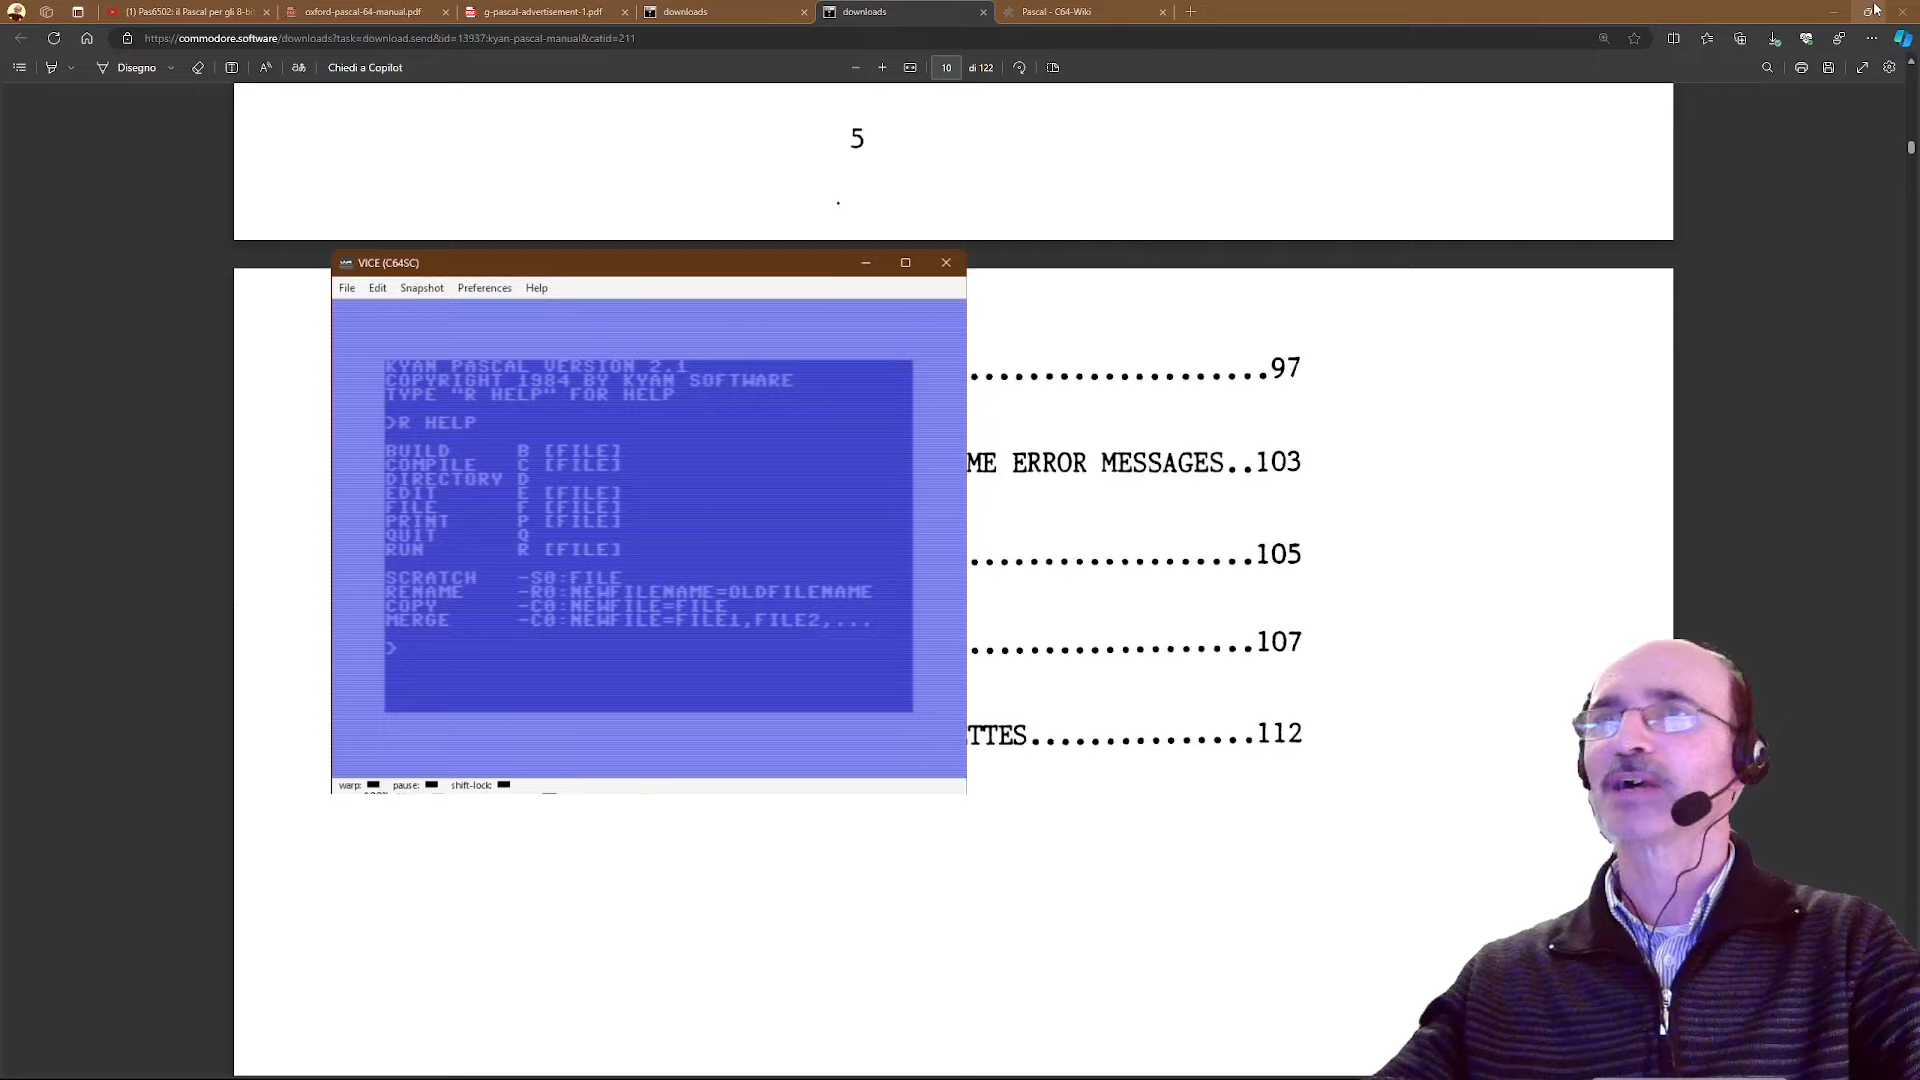 (1) Pas6502: il Pascal per gli 8-bi
oxford-pascal-64-manual.pdf
g-pascal-advertisement-1.pdf
downloads
downloads
Pascal - C64-Wiki
https://commodore.software/downloads?task=download.send&id=13937:kyan-pascal-manual&catid=211
Disegno
Chiedi a Copilot
10 di 122
5
VICE (C64SC)
File Edit Snapshot Preferences Help
KYAN PASCAL VERSION 2.1
COPYRIGHT 1984 BY KYAN SOFTWARE
TYPE "R HELP" FOR HELP
>R HELP
BUILD B [FILE]
COMPILE C [FILE]
DIRECTORY D
EDIT E [FILE]
FILE F [FILE]
PRINT P [FILE]
QUIT Q
RUN R [FILE]
SCRATCH -S0:FILE
RENAME -R0:NEWFILENAME=OLDFILENAME
COPY -C0:NEWFILE=FILE
MERGE -C0:NEWFILE=FILE1,FILE2,...
>
warp: pause: shift-lock:
...................97
ME ERROR MESSAGES..103
..................105
..................107
TTES..............112